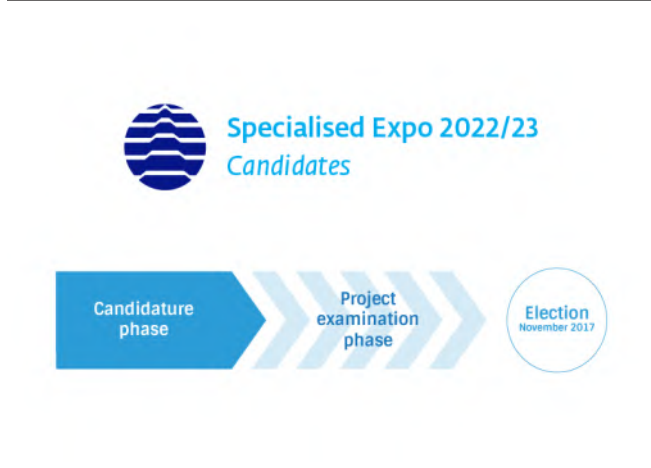 Specialised Expo 2022/23
Candidates
Candidature
phase
Project
examination
phase
Election
November 2017